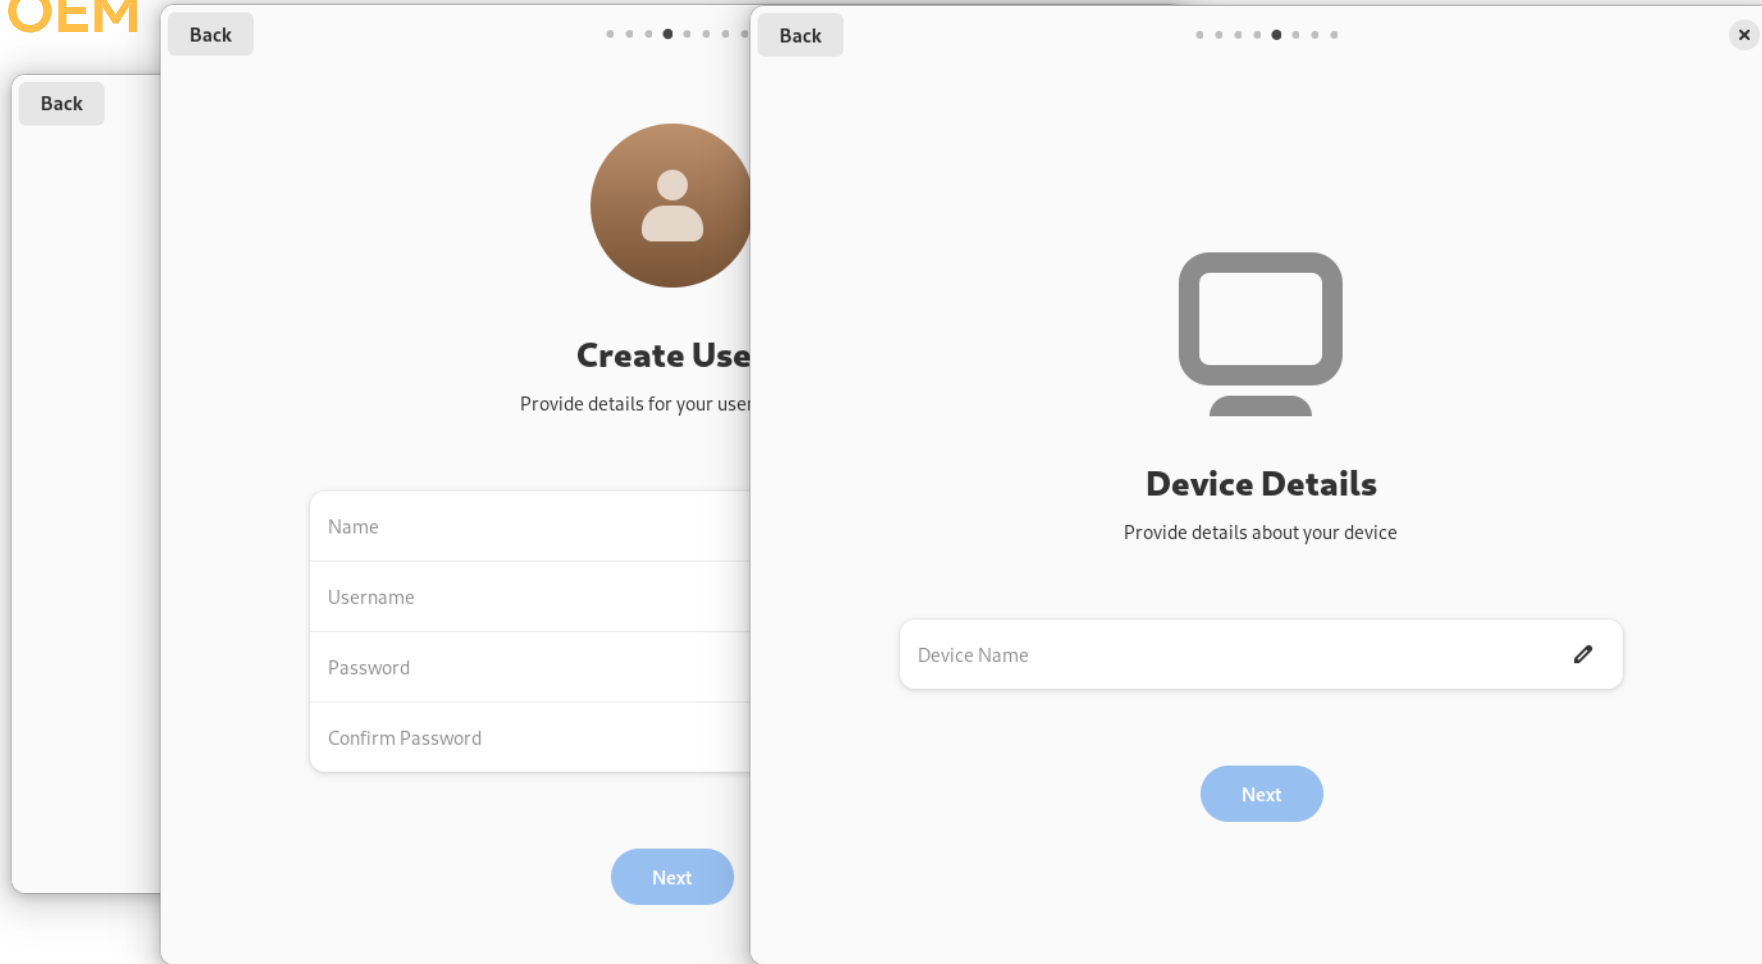 OEM
Back
Back
Create Use
Provide details for your user
Name
Username
Password
Confirm Password
Next
Back
Device Details
Provide details about your device
Device Name
Next